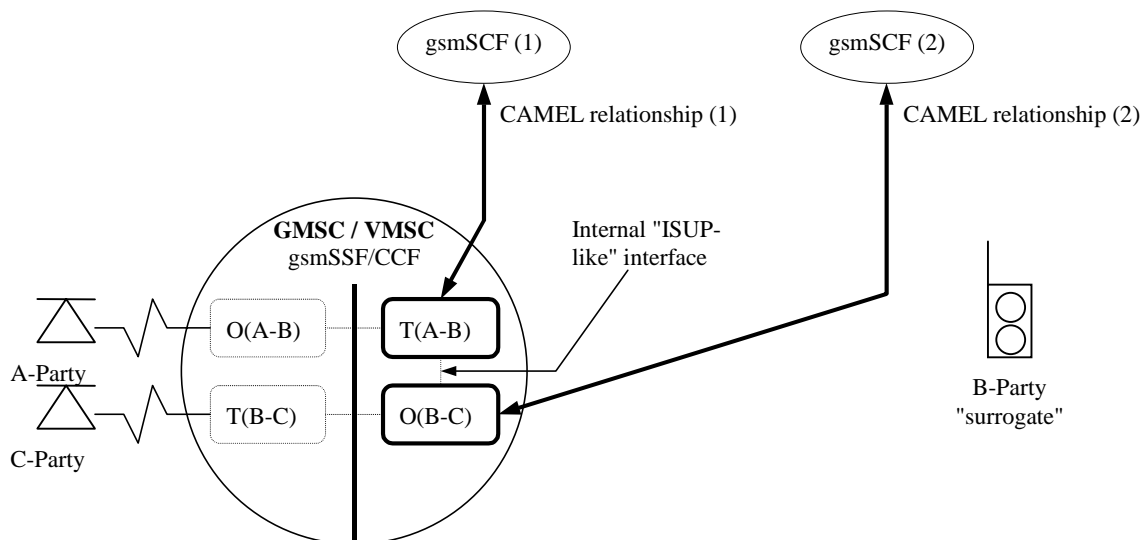 gsmSCF (1)
gsmSCF (2)
CAMEL relationship (1)
CAMEL relationship (2)
GMSC / VMSC
gsmSSF/CCF
Internal "ISUP-
like" interface
O(A-B)
T(A-B)
A-Party
T(B-C)
O(B-C)
C-Party
B-Party
"surrogate"